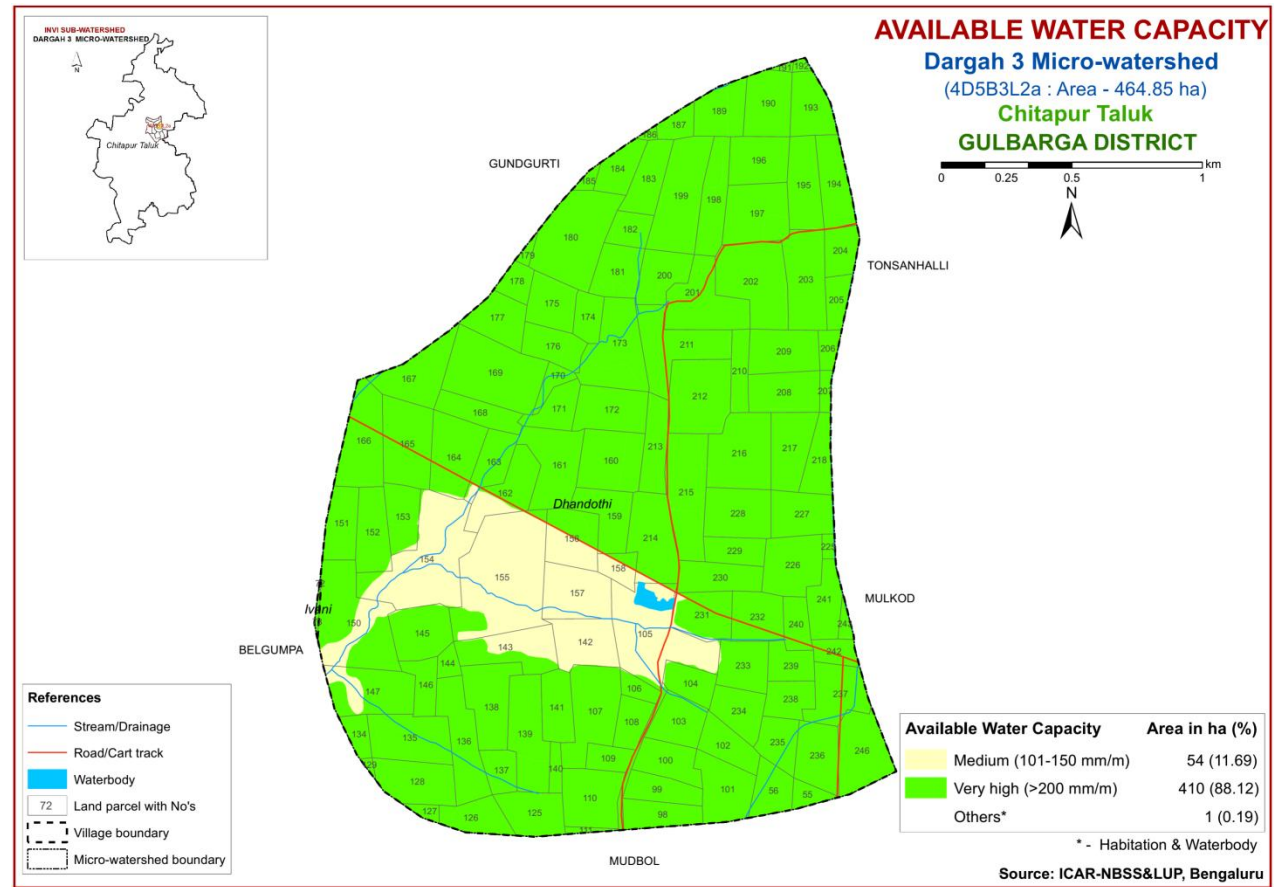 INVI SUB-WATERSHED
DARGAH 3 MICRO-WATERSHED
N
Chitapur Taluk
AVAILABLE WATER CAPACITY
Dargah 3 Micro-watershed
(4D5B3L2a : Area - 464.85 ha)
Chitapur Taluk
GULBARGA DISTRICT
km
0 0.25 0.5 1
N
191 192
189 190 193
187
186
GUNDGURTI
184 196
185 183 195 194
199 198
197
180 182
204
179 181 200 202 203 TONSANHALLI
178 201
175 205
177 174
173 211
176 209 206
210
169 170 208
167 212
168 171 172
166 165 213 216 217
164 163 161 160 218
162 215
Dhandothi
153 159 228 227
151 152 214
158
154 229
155 158 226
157 230
241
MULKOD
Ivani
150 231 232 240
145 105
142 242
BELGUMPA
143
144 233 239
104
147 146 106 237
138 238
141 107 103 234
108
134 135 136 139 102 235
236 246
129 109 100
137 140
128 99 101 56
110 55
127 126 125 98
MUDBOL
References
Stream/Drainage
Road/Cart track
Waterbody
72 Land parcel with No's
Village boundary
Micro-watershed boundary
Available Water Capacity Area in ha (%)
Medium (101-150 mm/m) 54 (11.69)
Very high (>200 mm/m) 410 (88.12)
Others* 1 (0.19)
* - Habitation & Waterbody
Source: ICAR-NBSS&LUP, Bengaluru